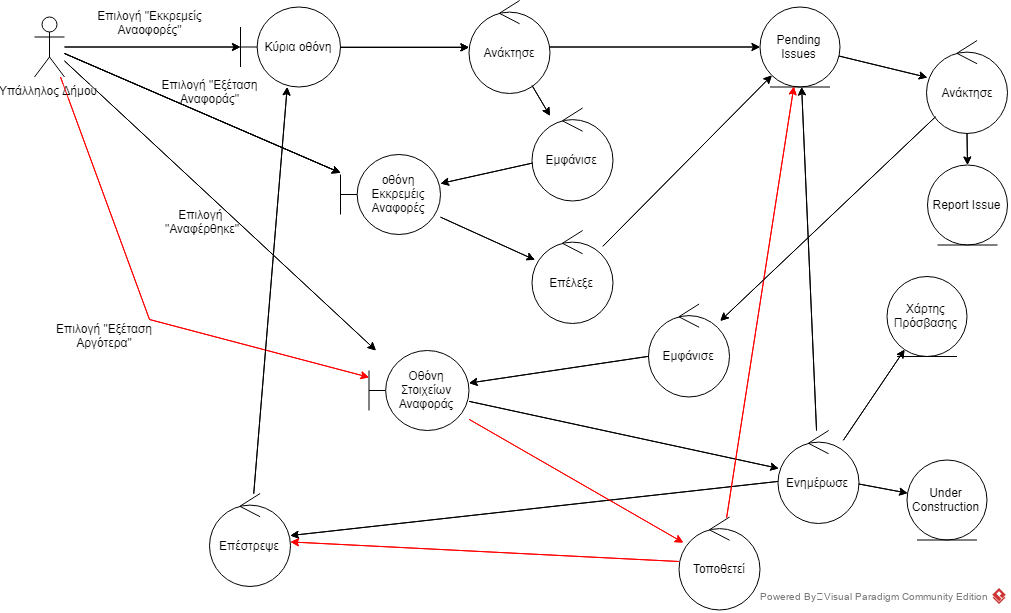 Επιλογή "Εκκρεμείς
Αναοφορές"
Κύρια οθόνη
Ανάκτησε
Pending
Issues
Ανάκτησε
Υπάλληλος Δήμου
Επιλογή "Εξέταση
Αναφοράς"
Εμφάνισε
οθόνη
Εκκρεμείς
Αναφορές
Report Issue
Επιλογή
"Αναφέρθηκε"
Επέλεξε
Χάρτης
Πρόσβασης
Επιλογή "Εξέταση
Αργότερα"
Εμφάνισε
Οθόνη
Στοιχείων
Αναφοράς
Ενημέρωσε
Under
Construction
Επέστρεψε
Τοποθετεί
Powered By Visual Paradigm Community Edition